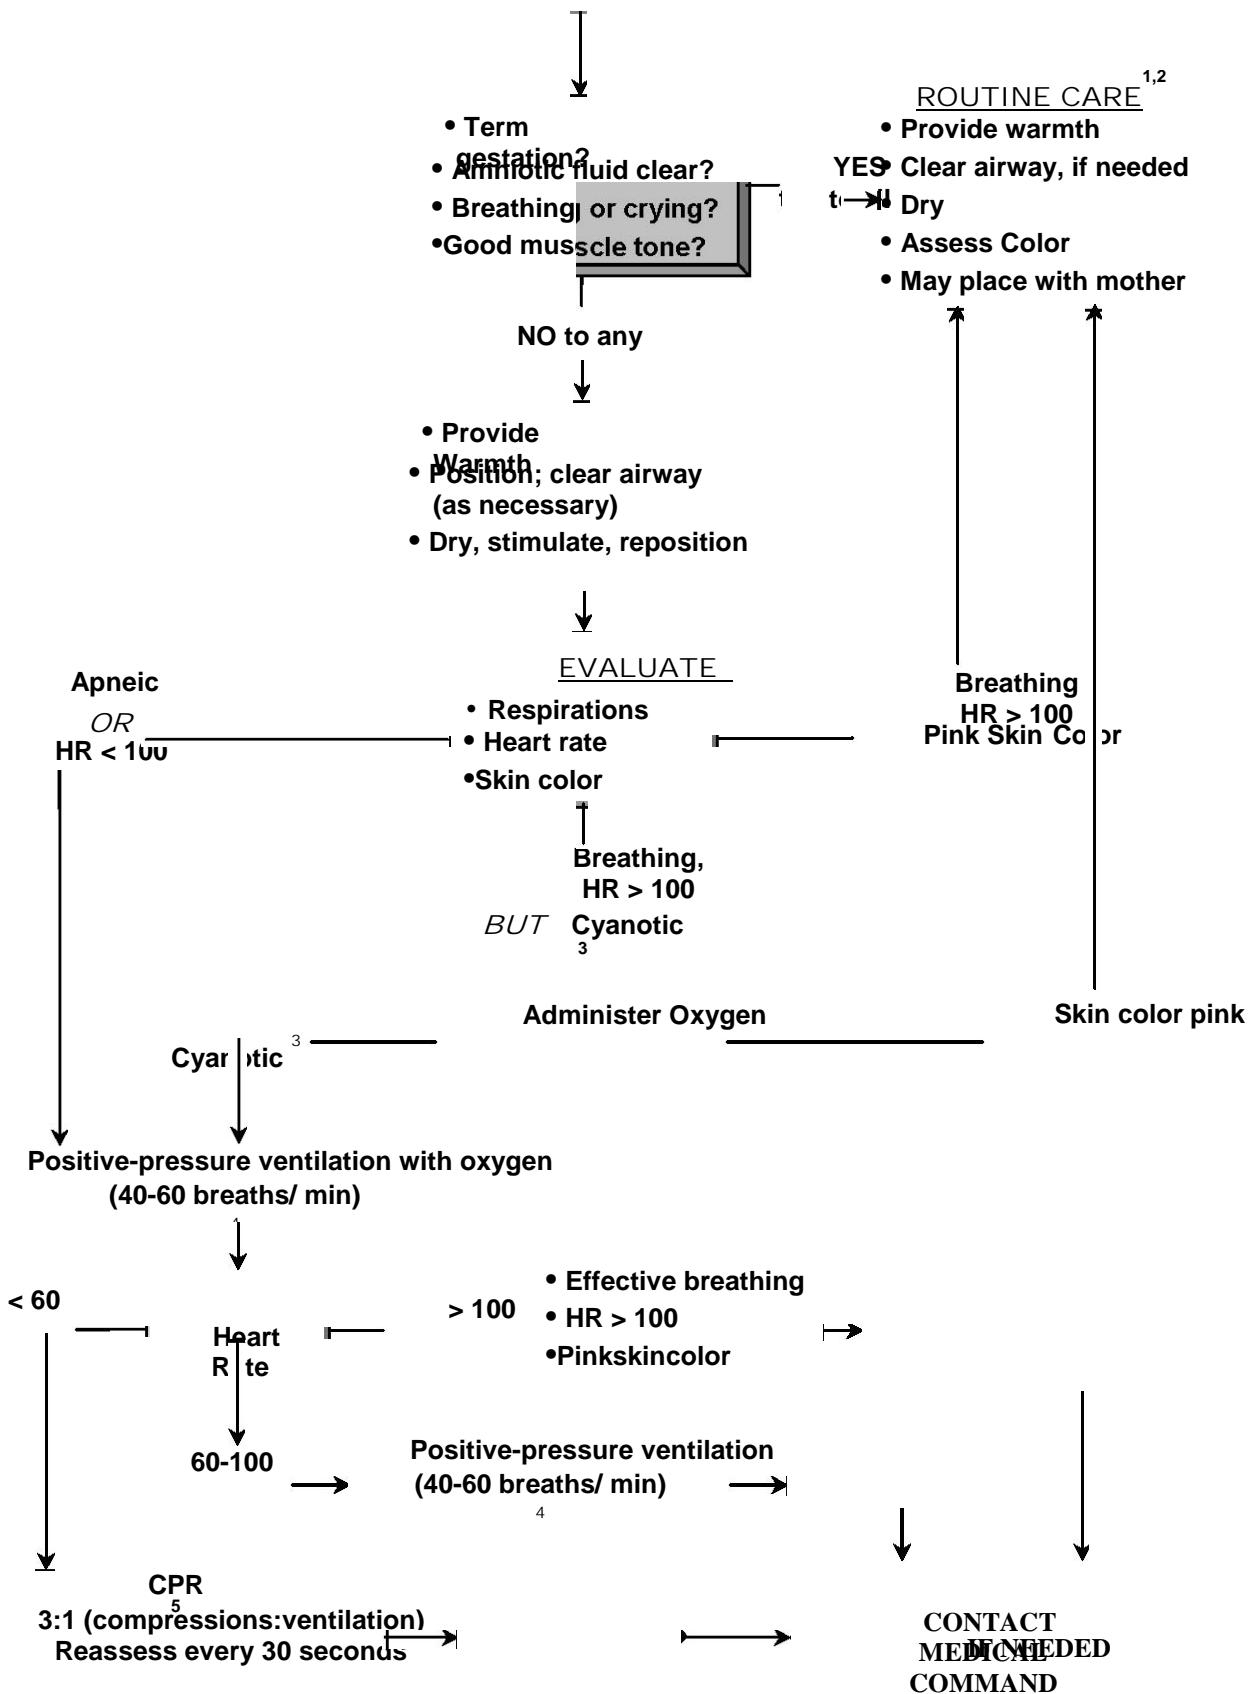 1,2
ROUTINE CARE
• Term
gestation?
• Amniotic fluid clear?
• Breathing or crying?
•Good musscle tone?
YES
• Provide warmth
• Clear airway, if needed
• Dry
• Assess Color
• May place with mother
NO to any
• Provide
Warmth
• Position; clear airway
(as necessary)
• Dry, stimulate, reposition
EVALUATE
• Respirations
• Heart rate
•Skin color
Apneic
OR
HR < 100
Breathing
HR > 100
Pink Skin Color
Breathing,
HR > 100
BUT Cyanotic
3
Administer Oxygen
Skin color pink
Cyanotic 3
Positive-pressure ventilation with oxygen
(40-60 breaths/ min)
< 60
Heart
Rate
> 100
• Effective breathing
• HR > 100
•Pinkskincolor
60-100
Positive-pressure ventilation
(40-60 breaths/ min)
4
CPR
5
3:1 (compressions:ventilation)
Reassess every 30 seconds
CONTACT
MEDICAL
COMMAND
IF NEEDED